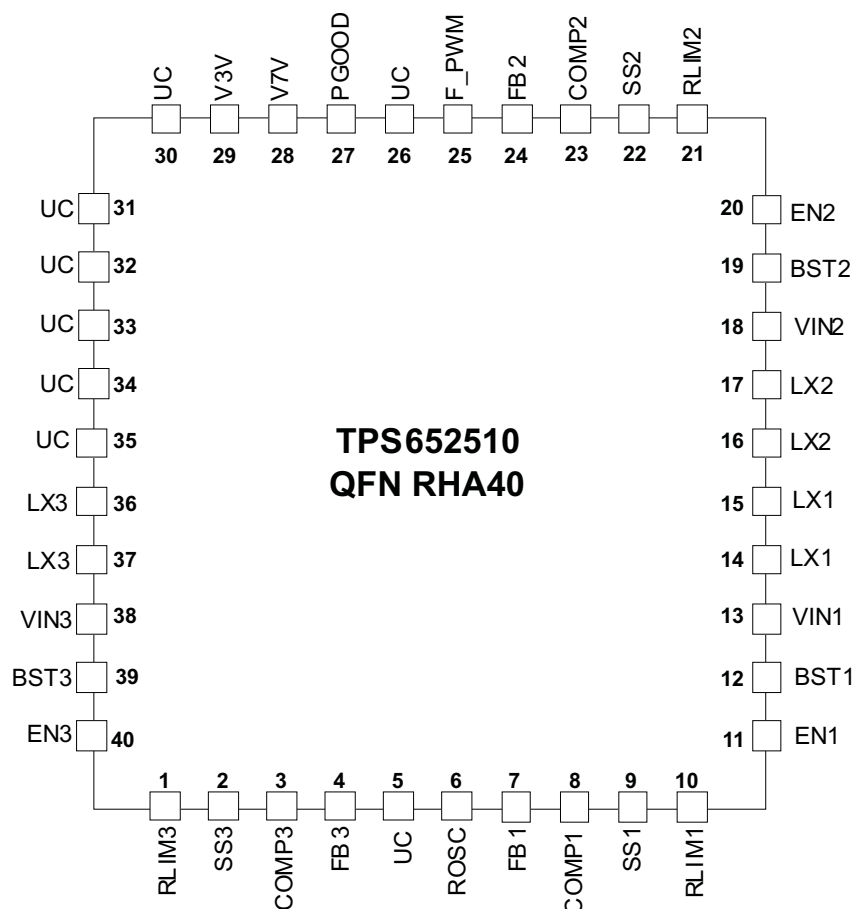 UC
V3V
V7V
PGOOD
UC
F_PWM
FB2
COMP2
SS2
RLIM2
30
29
28
27
26
25
24
23
22
21
UC 31
20 EN2
UC 32
19 BST2
UC 33
18 VIN2
UC 34
17 LX2
UC 35
16 LX2
TPS652510
QFN RHA40
LX3 36
15 LX1
LX3 37
14 LX1
VIN3 38
13 VIN1
BST3 39
12 BST1
EN3 40
11 EN1
1
2
3
4
5
6
7
8
9
10
RLIM3
SS3
COMP3
FB3
UC
ROSC
FB1
COMP1
SS1
RLIM1